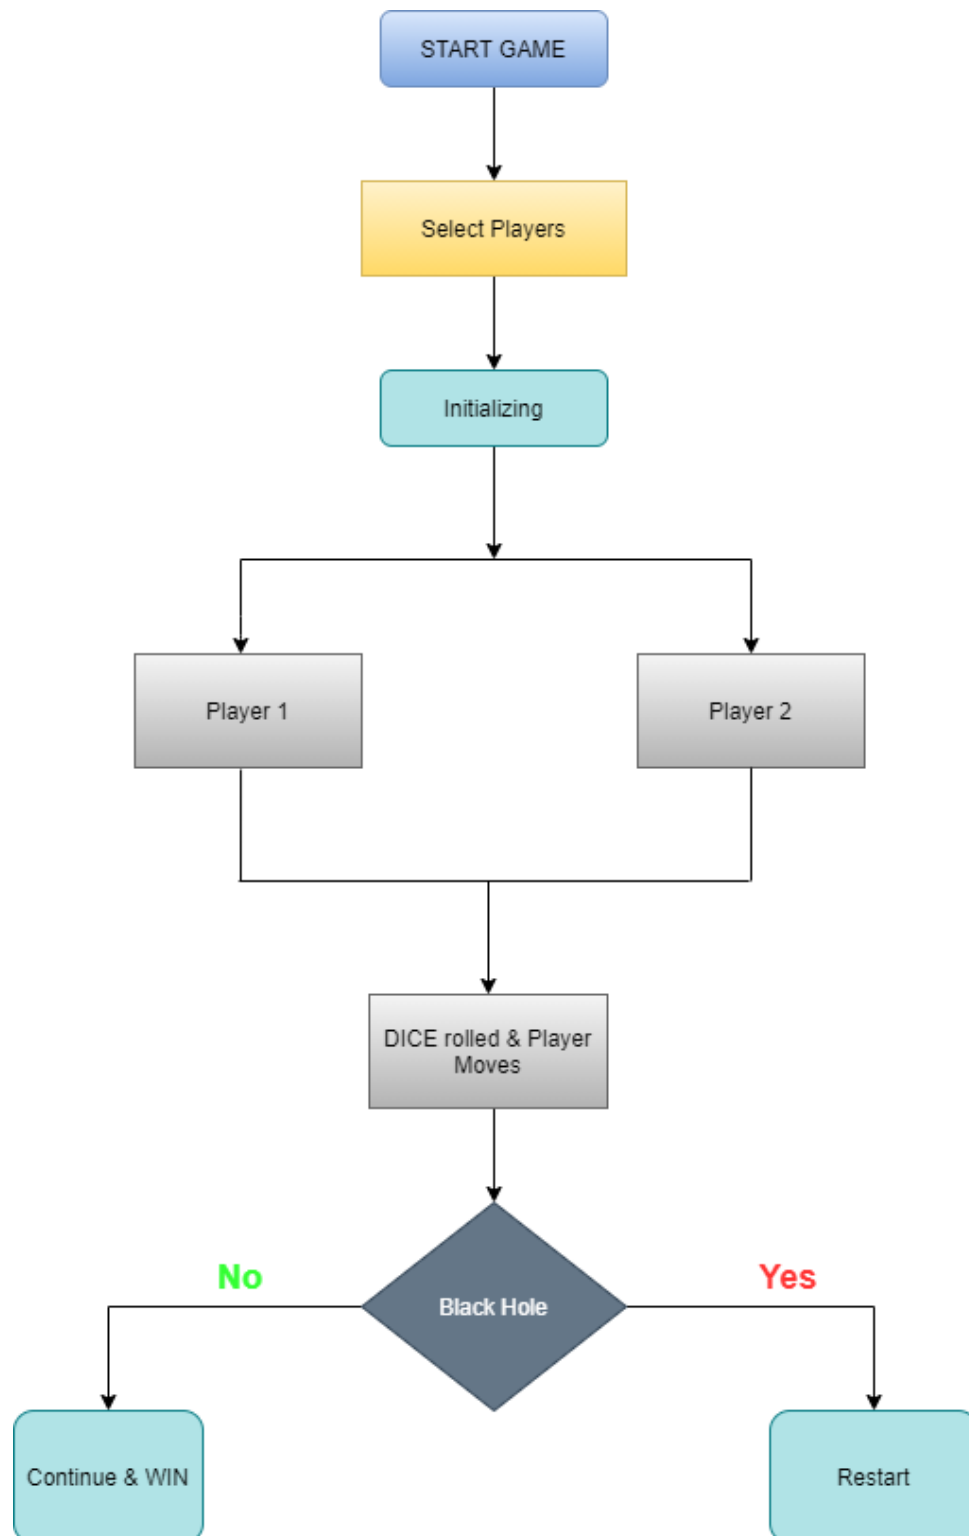 START GAME
Select Players
Initializing
Player 1
Player 2
DICE rolled & Player
Moves
No
Yes
Black Hole
Continue & WIN
Restart